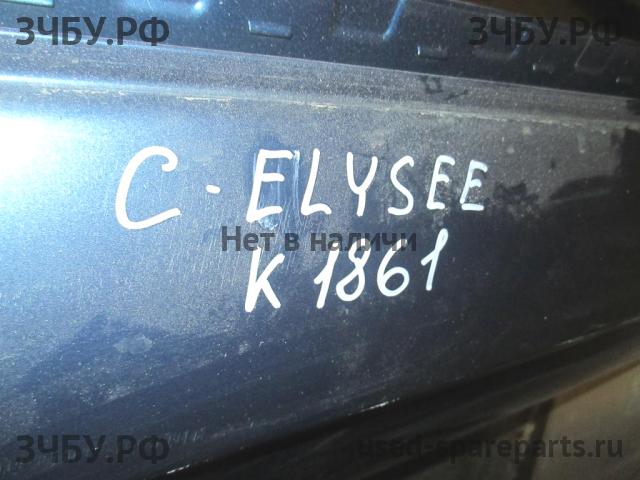 ЗЧБУ.РФ ЗЧБУ.РФ
C-ELYSEE
Нет в наличии
K 1861
ЗЧБУ.РФ used-spareparts.ru